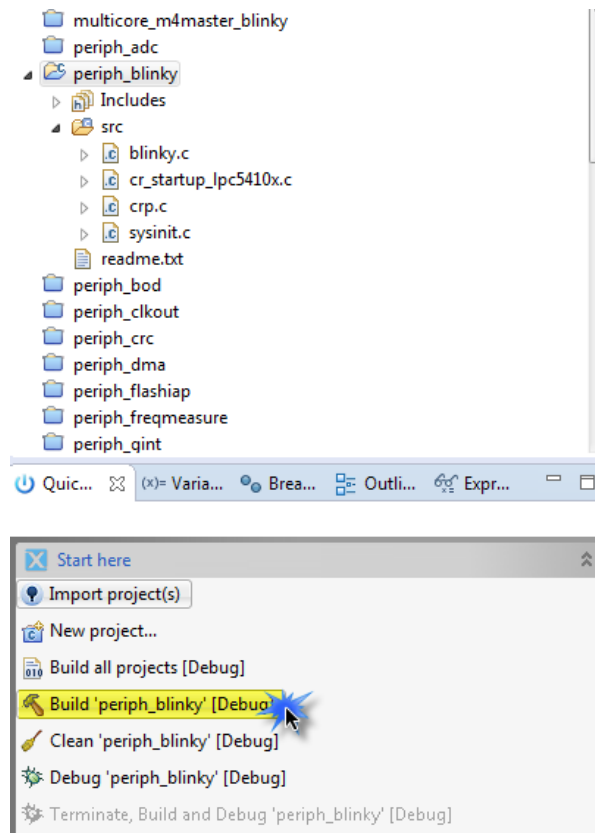 multicore_m4master_blinky
periph_adc
periph_blinky
Includes
src
blinky.c
cr_startup_lpc5410x.c
crp.c
sysinit.c
readme.txt
periph_bod
periph_clkout
periph_crc
periph_dma
periph_flashiap
periph_freqmeasure
periph_gint
Quic... (x)= Varia... Brea... Outli... Expr...
Start here
Import project(s)
New project...
Build all projects [Debug]
Build 'periph_blinky' [Debug]
Clean 'periph_blinky' [Debug]
Debug 'periph_blinky' [Debug]
Terminate, Build and Debug 'periph_blinky' [Debug]